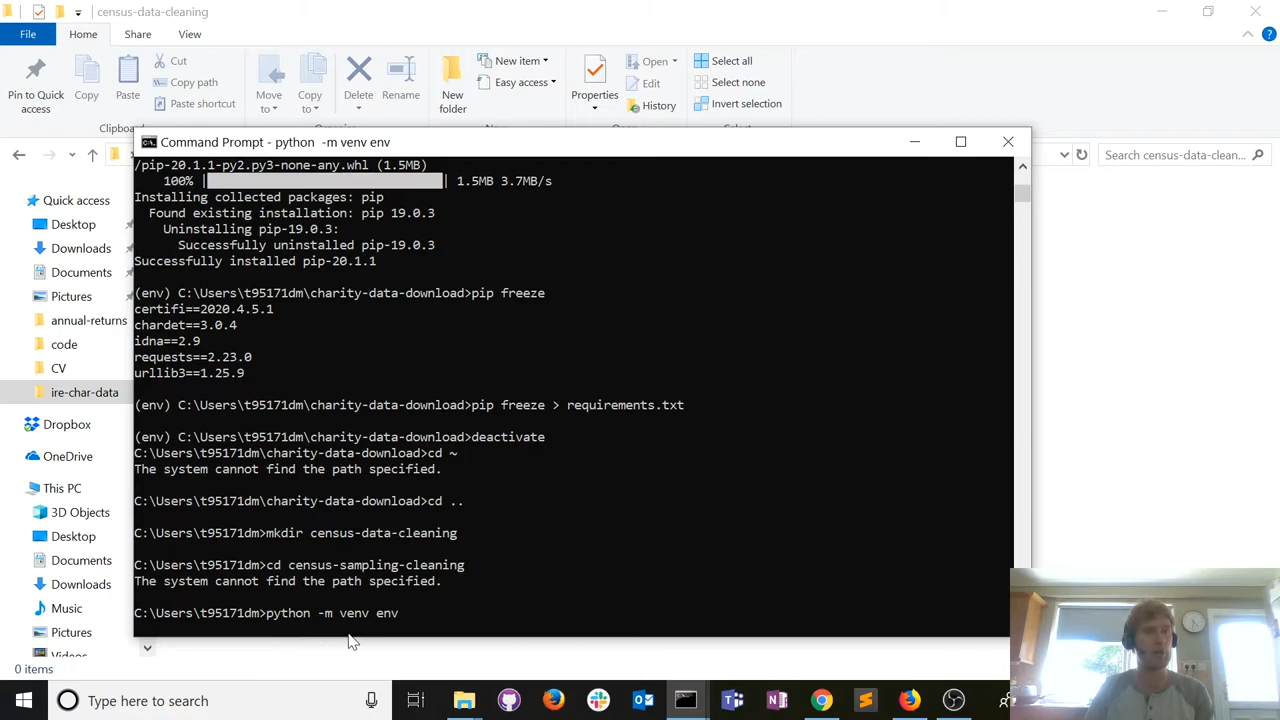 census-data-cleaning
File
Home
Share
View
Pin to Quick
access
Copy
Paste
Cut
Copy path
Paste shortcut
Move
to
Copy
to
Delete
Rename
New
folder
New item
Easy access
Properties
Open
Edit
History
Select all
Select none
Invert selection
Search census-data-clean...
Quick access
Desktop
Downloads
Documents
Pictures
annual-returns
code
CV
ire-char-data
Dropbox
OneDrive
This PC
3D Objects
Desktop
Documents
Downloads
Music
Pictures
Videos
0 items
Command Prompt - python -m venv env
/pip-20.1.1-py2.py3-none-any.whl (1.5MB)
100% | | 1.5MB 3.7MB/s
Installing collected packages: pip
Found existing installation: pip 19.0.3
Uninstalling pip-19.0.3:
Successfully uninstalled pip-19.0.3
Successfully installed pip-20.1.1
(env) C:\Users\t95171dm\charity-data-download>pip freeze
certifi==2020.4.5.1
chardet==3.0.4
idna==2.9
requests==2.23.0
urllib3==1.25.9
(env) C:\Users\t95171dm\charity-data-download>pip freeze > requirements.txt
(env) C:\Users\t95171dm\charity-data-download>deactivate
C:\Users\t95171dm\charity-data-download>cd ~
The system cannot find the path specified.
C:\Users\t95171dm\charity-data-download>cd ..
C:\Users\t95171dm>mkdir census-data-cleaning
C:\Users\t95171dm>cd census-sampling-cleaning
The system cannot find the path specified.
C:\Users\t95171dm>python -m venv env
Type here to search